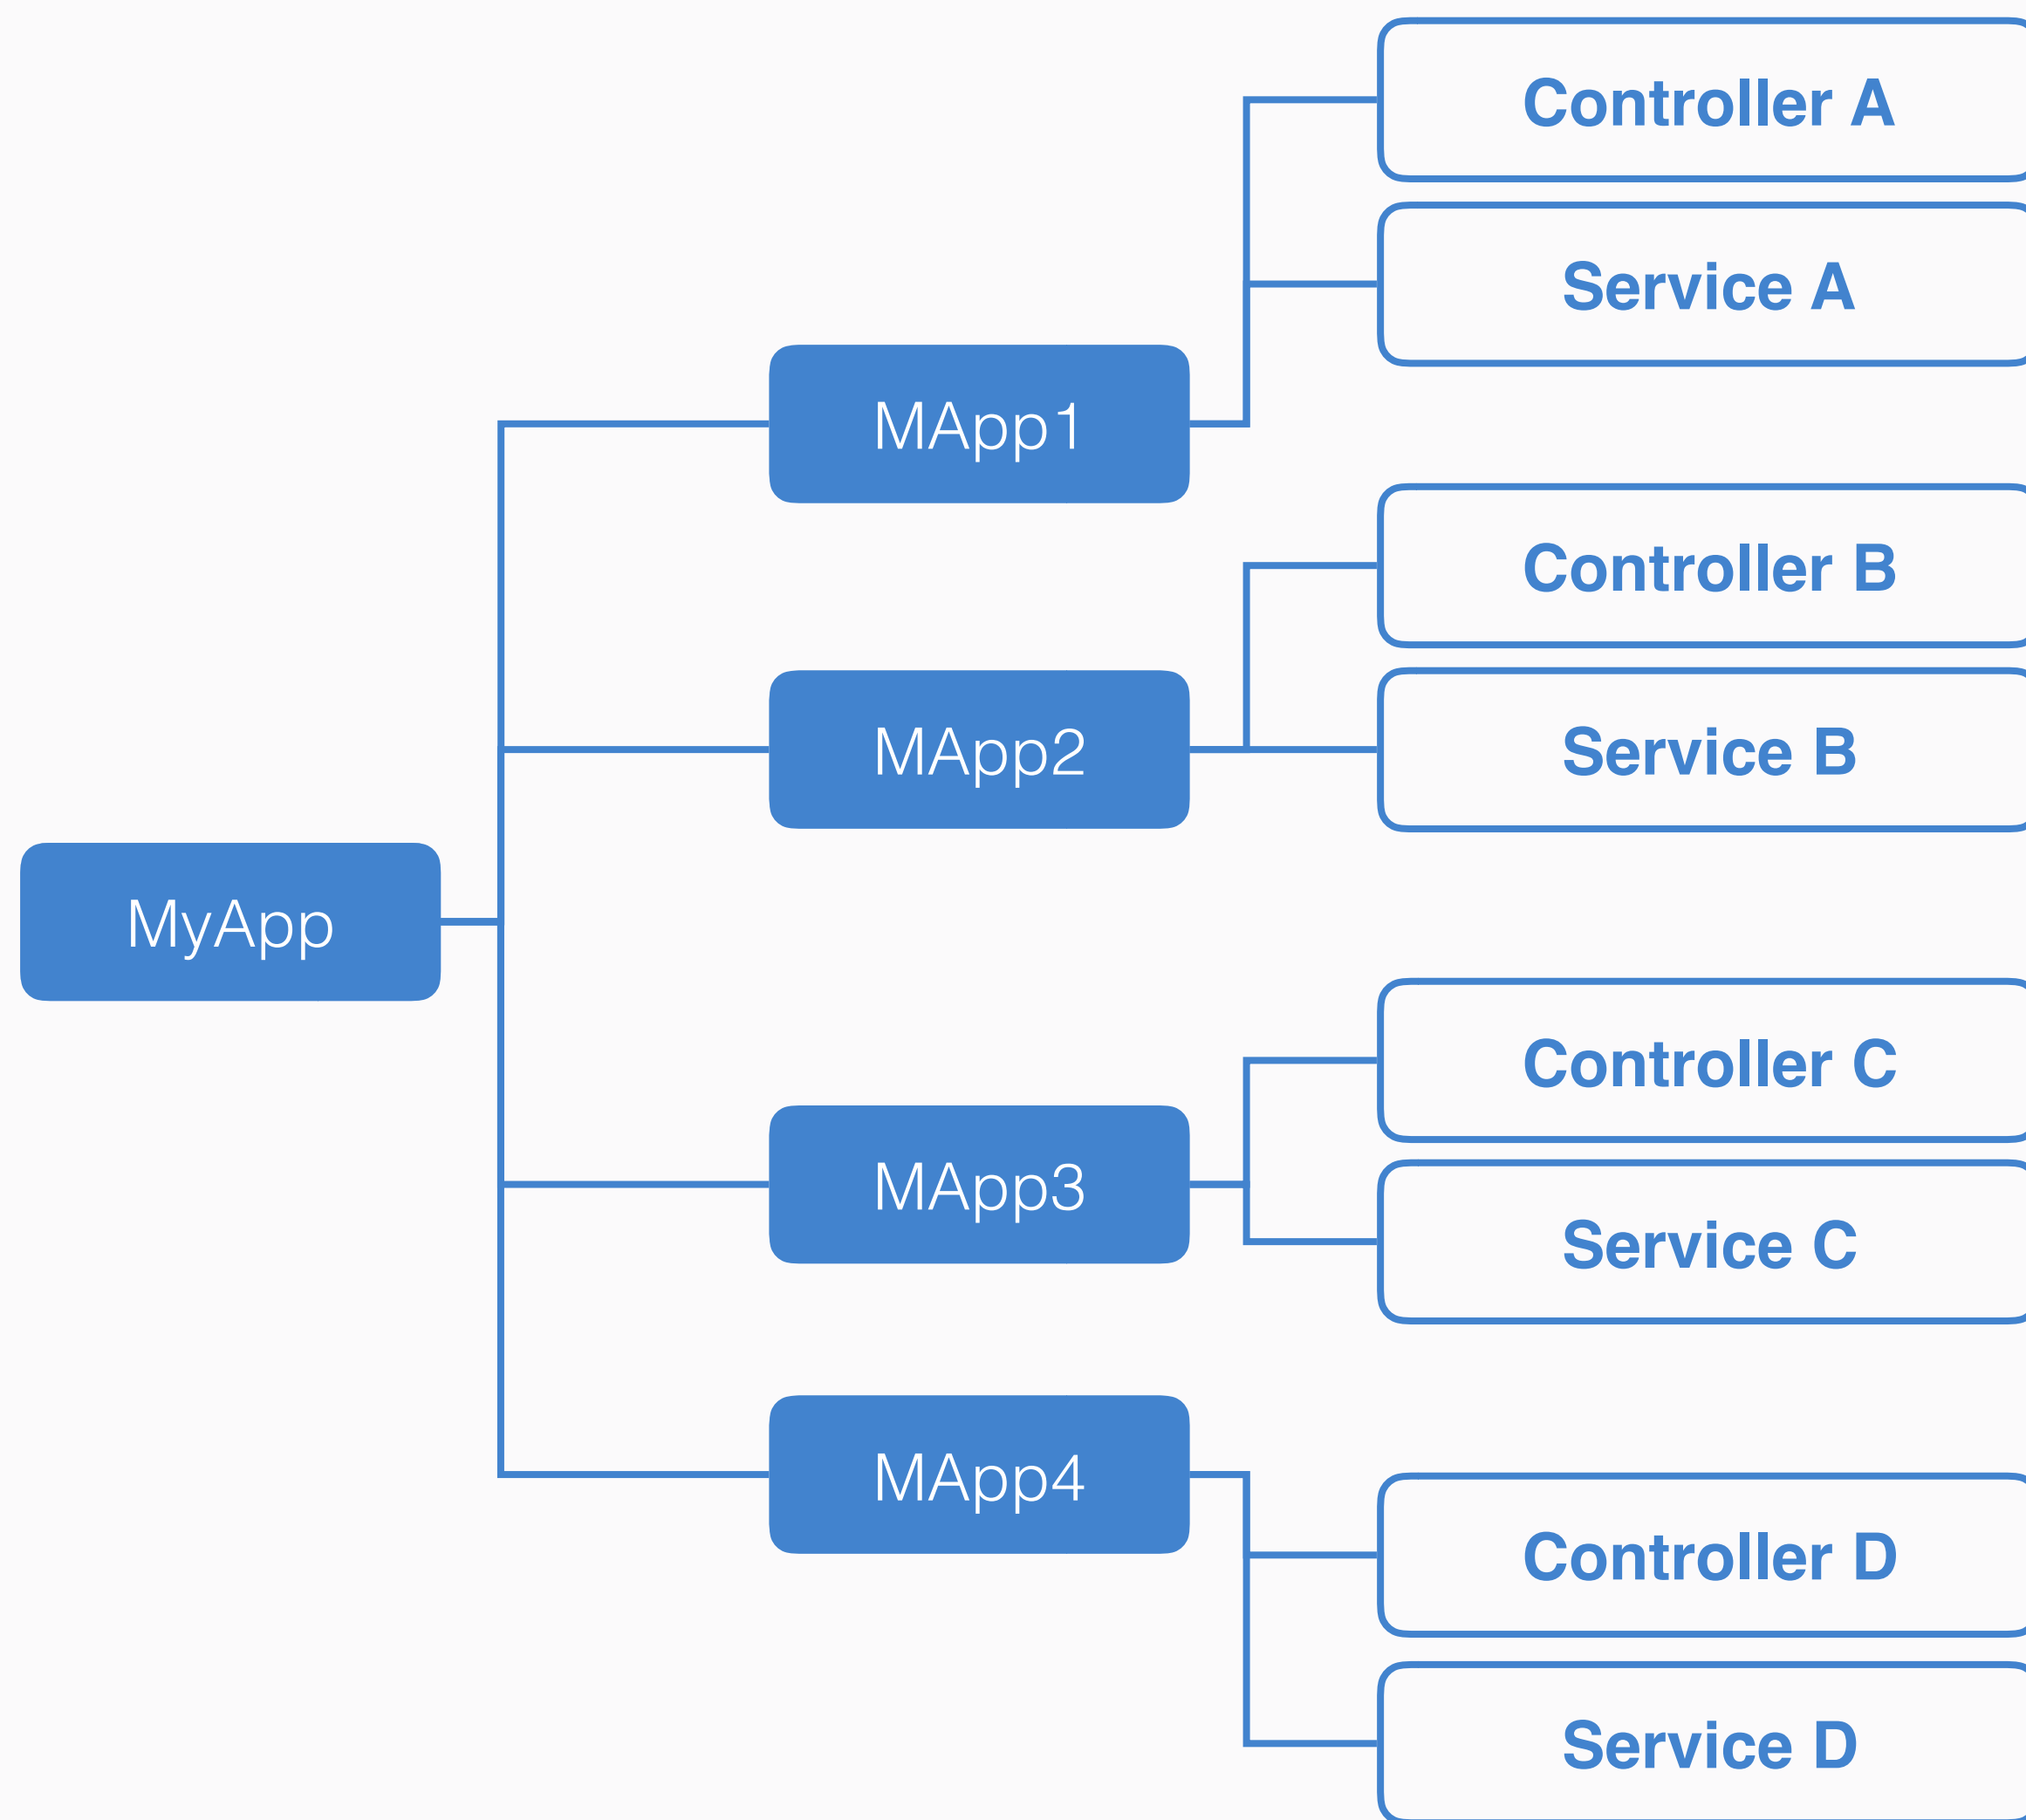 Controller A
Service A
MApp1
Controller B
Service B
MApp2
MyApp
Controller C
Service C
MApp3
MApp4
Controller D
Service D